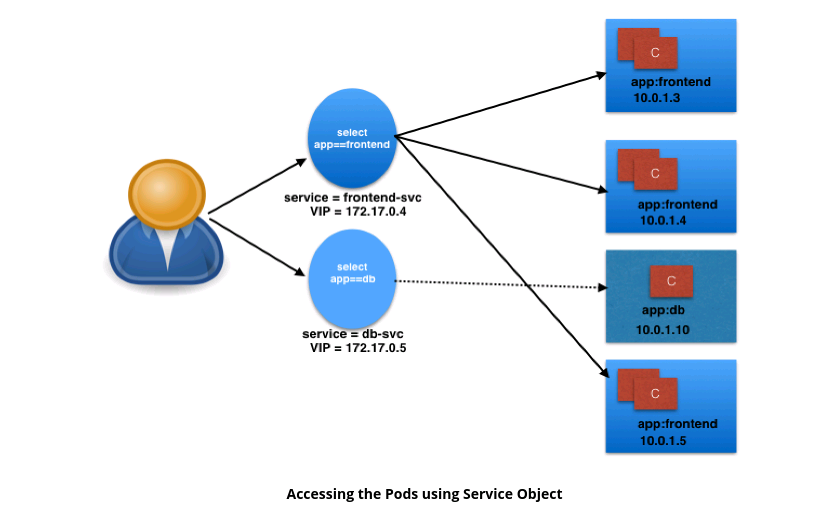 C
app:frontend
10.0.1.3
select
app==frontend
service = frontend-svc
VIP = 172.17.0.4
C
app:frontend
10.0.1.4
select
app==db
service = db-svc
VIP = 172.17.0.5
C
app:db
10.0.1.10
C
app:frontend
10.0.1.5
Accessing the Pods using Service Object